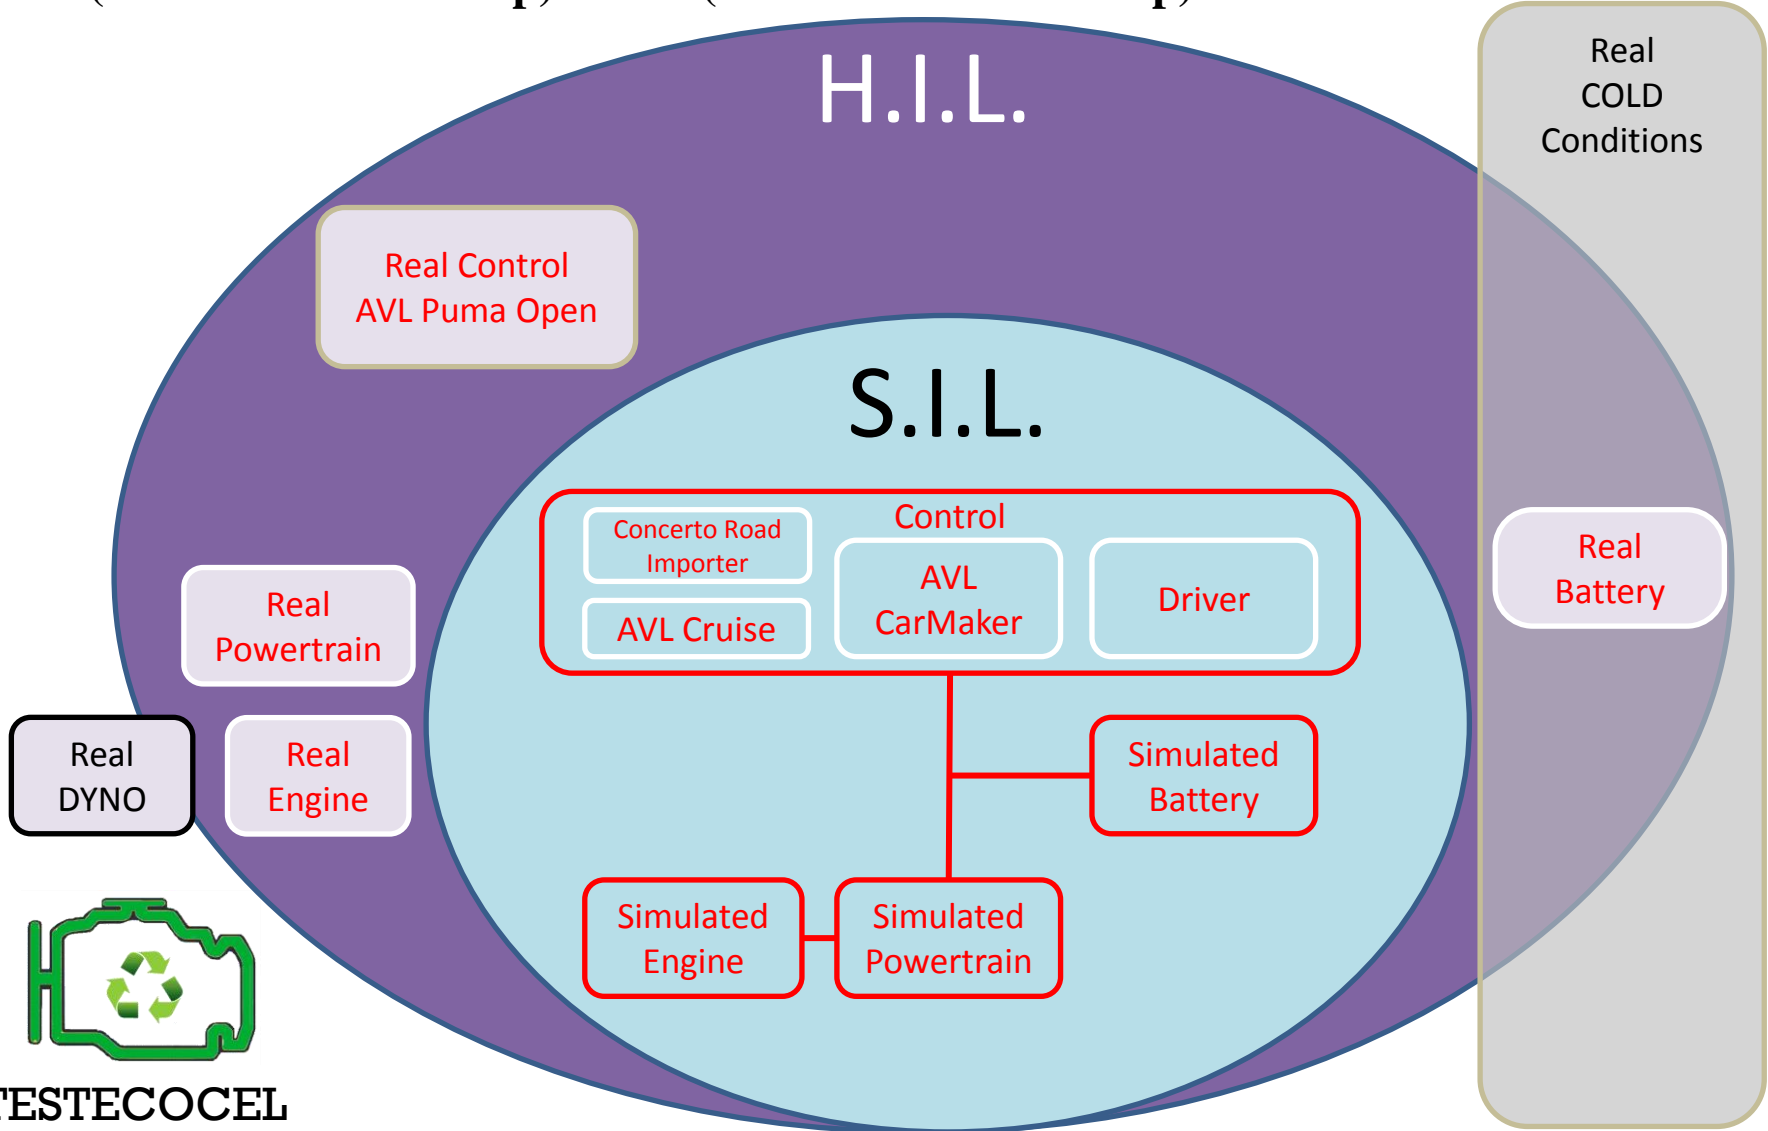 H.I.L.
Real
COLD
Conditions
Real Control
AVL Puma Open
S.I.L.
Control
Concerto Road
Importer
AVL Cruise
AVL
CarMaker
Driver
Real
Battery
Real
Powertrain
Real
DYNO
Real
Engine
Simulated
Battery
Simulated
Engine
Simulated
Powertrain
TESTECOCEL